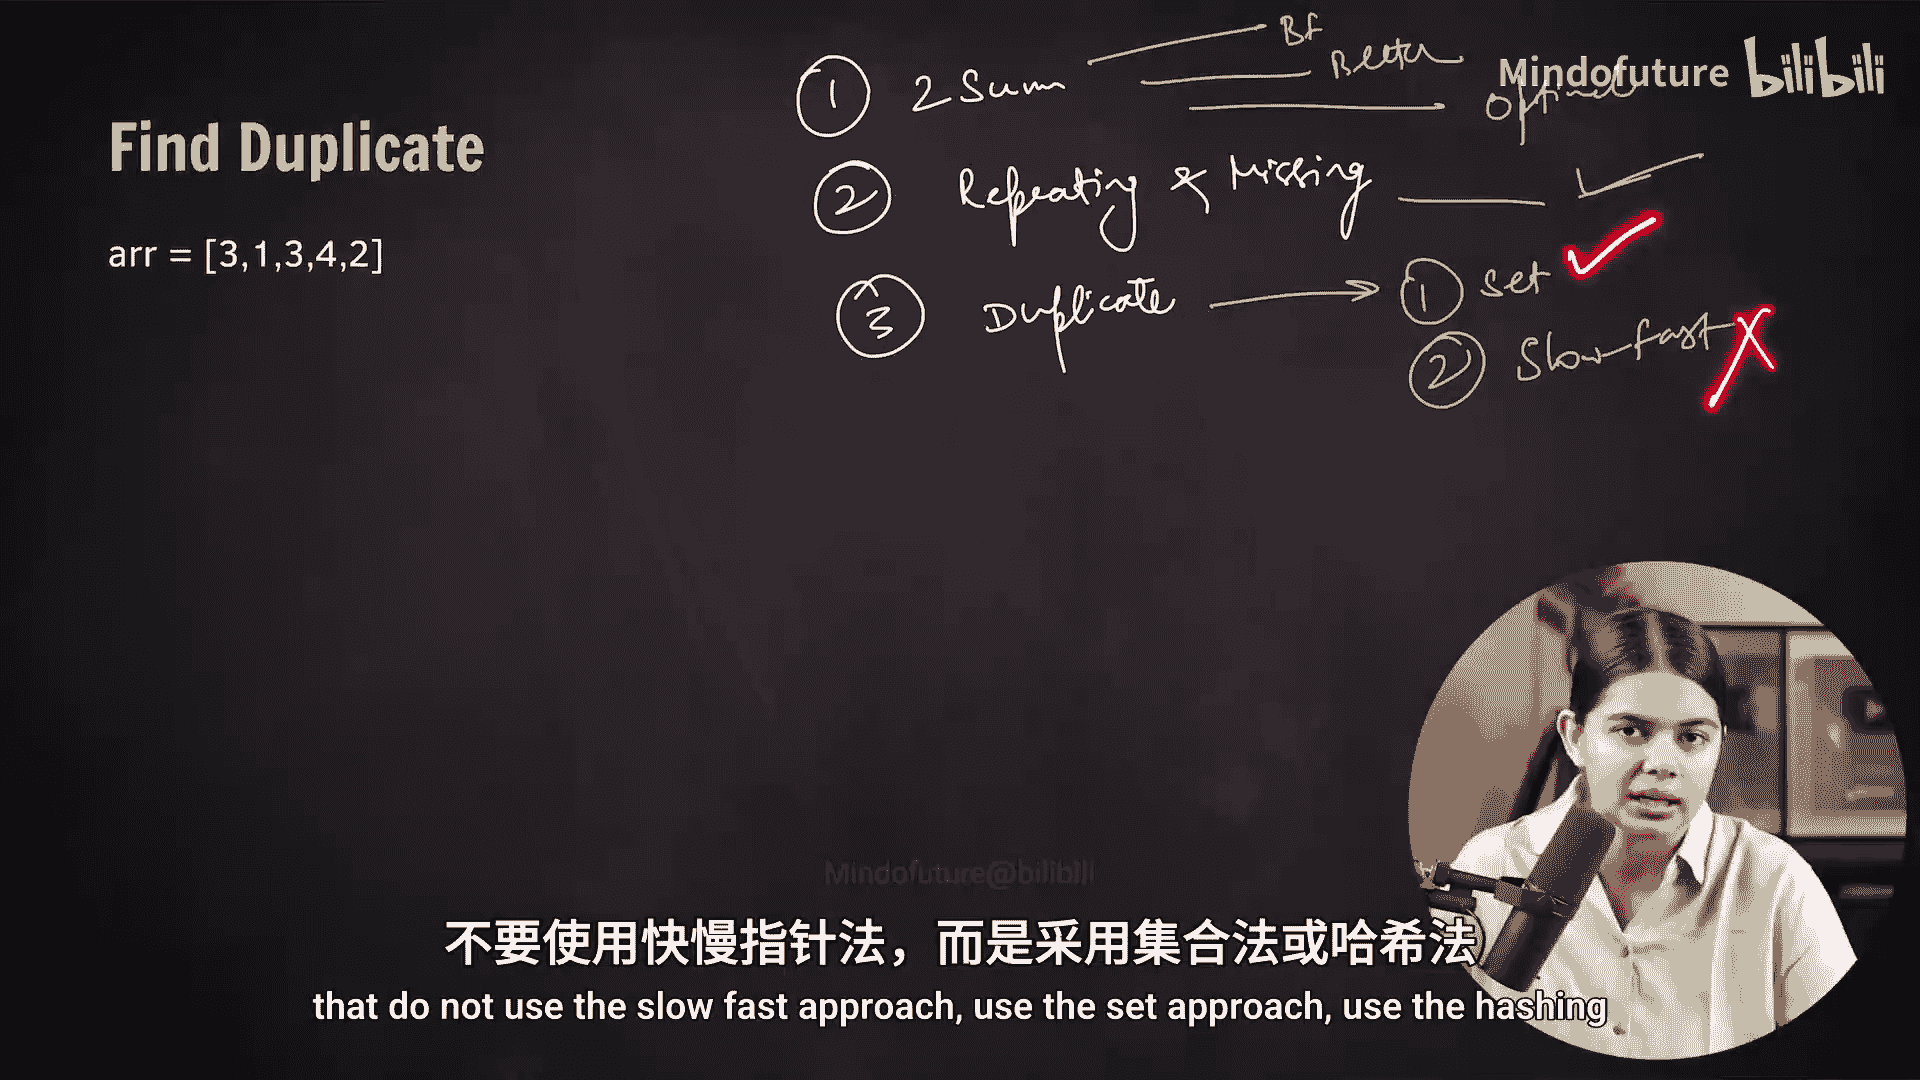 Find Duplicate
arr = [3,1,3,4,2]
① 2 Sum
Bf
Better
Optimal
② Repeating & Missing
③ Duplicate
① Set
② Slow-fast
Mindofuture bilibili
Mindofuture@bilibili
不要使用快慢指针法，而是采用集合法或哈希法
that do not use the slow fast approach, use the set approach, use the hashing